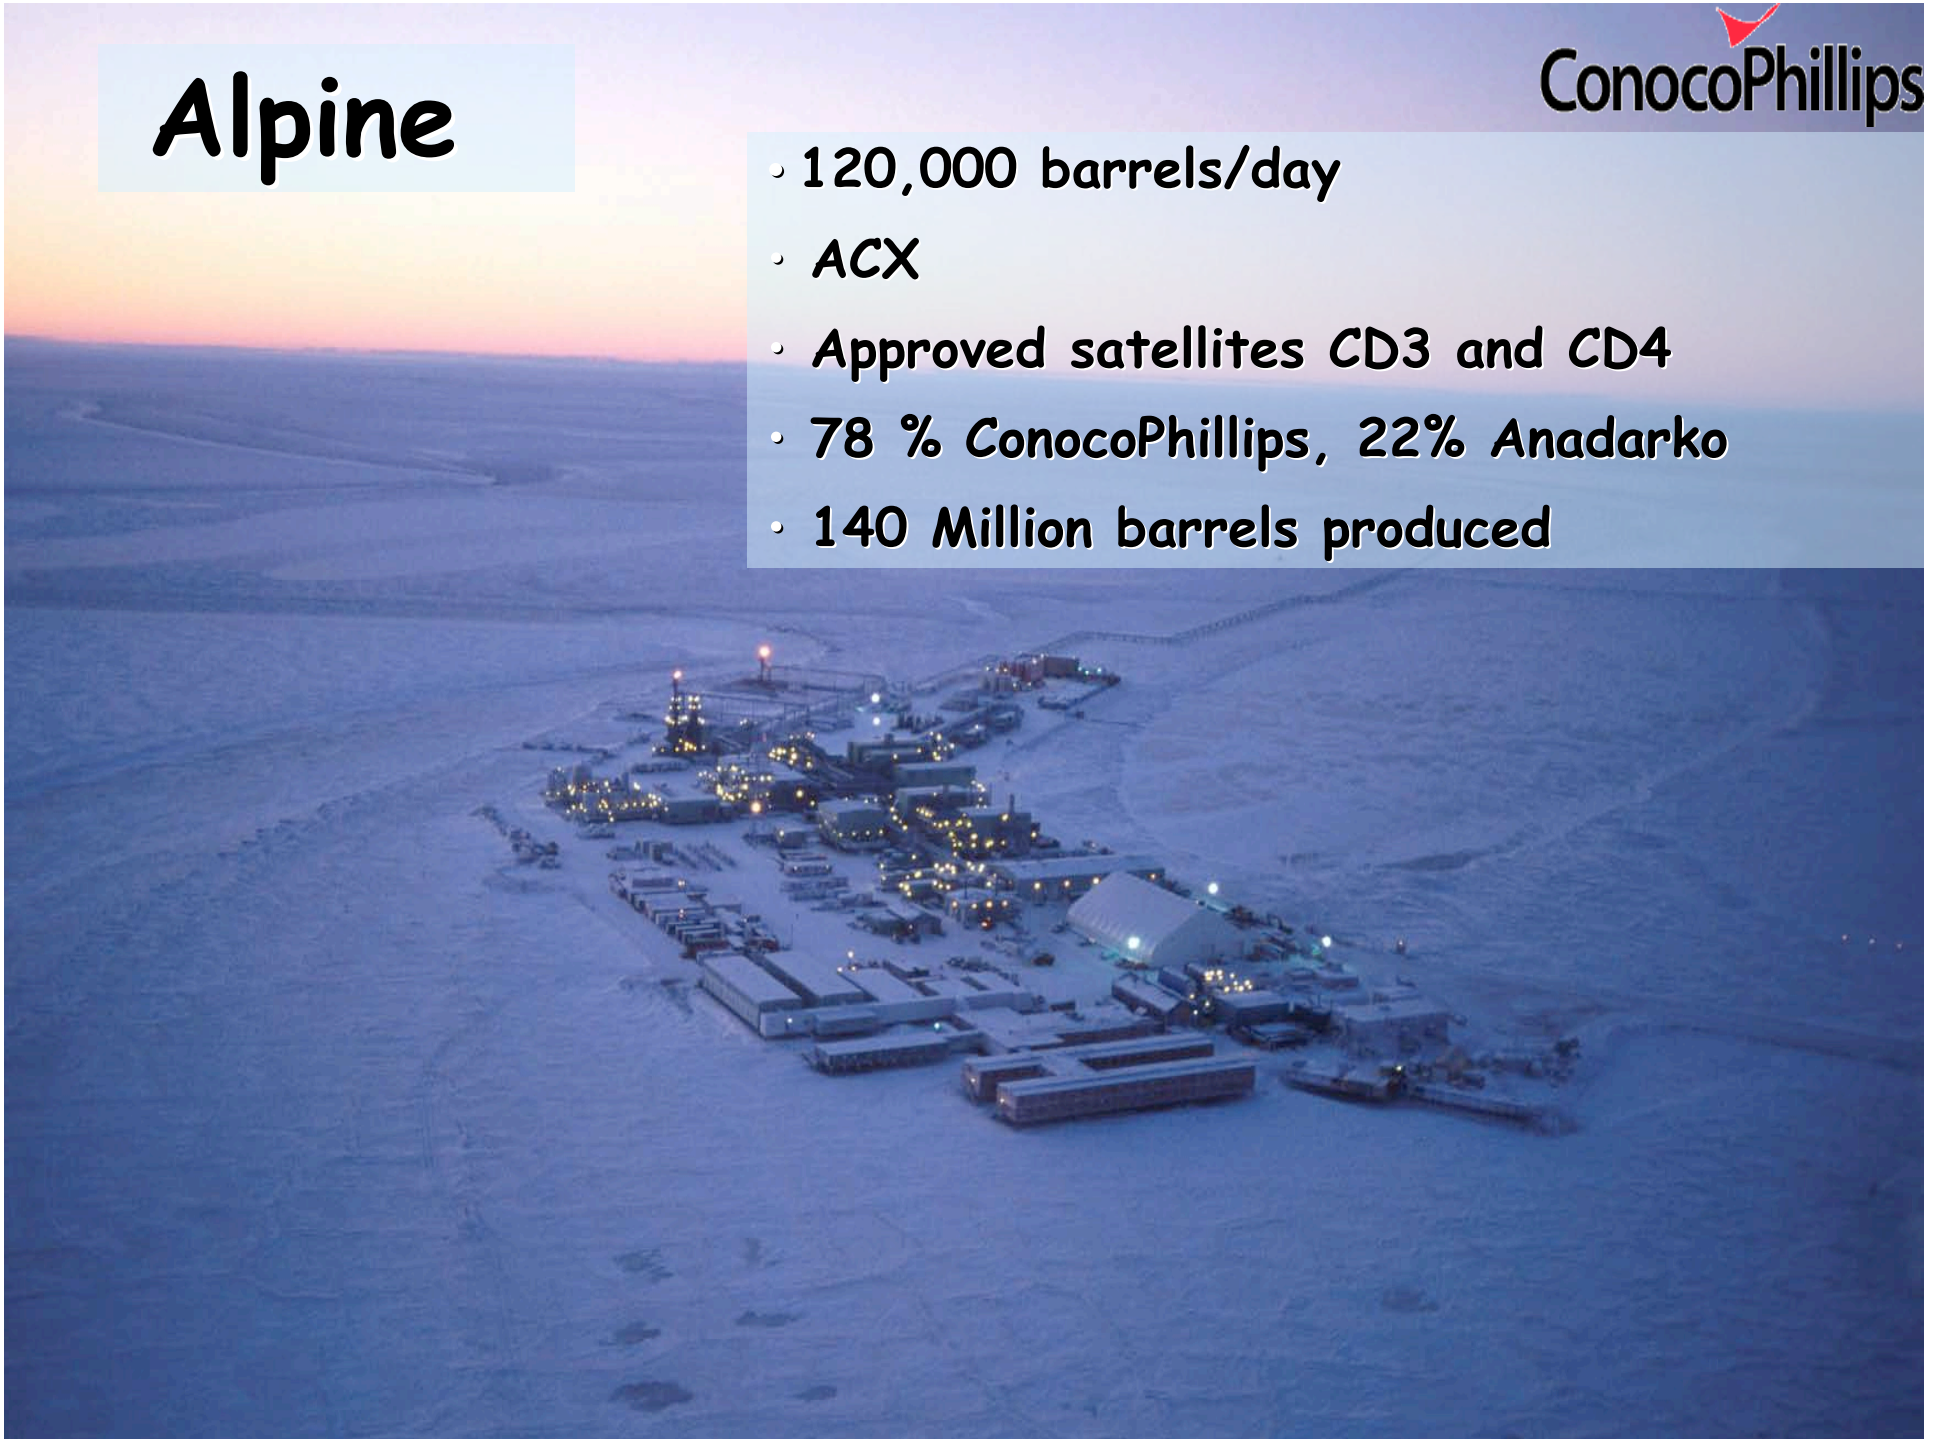 Alpine
ConocoPhillips
• 120,000 barrels/day
• ACX
• Approved satellites CD3 and CD4
• 78 % ConocoPhillips, 22% Anadarko
• 140 Million barrels produced